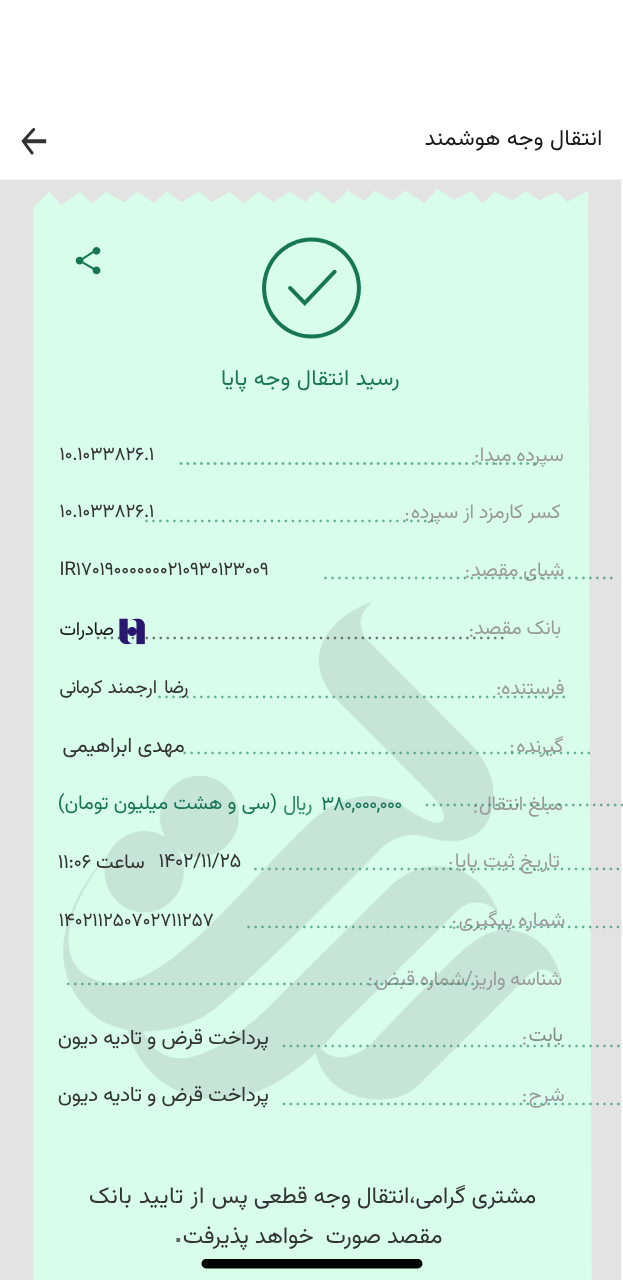 انتقال وجه هوشمند
رسید انتقال وجه پایا
سپرده مبدا: ۱۰.۱۰۳۳۸۲۶.۱
کسر کارمزد از سپرده: ۱۰.۱۰۳۳۸۲۶.۱
شبای مقصد: IR۱۷۰۱۹۰۰۰۰۰۰۰۲۱۰۹۳۰۱۲۳۰۰۹
بانک مقصد: صادرات
فرستنده: رضا ارجمند کرمانی
گیرنده: مهدی ابراهیمی
مبلغ انتقال: ۳۸۰,۰۰۰,۰۰۰ ریال (سی و هشت میلیون تومان)
تاریخ ثبت پایا: ۱۴۰۲/۱۱/۲۵ ساعت ۱۱:۰۶
شماره پیگیری: ۱۴۰۲۱۱۲۵۰۷۰۲۷۱۱۲۵۷
شناسه واریز/شماره قبض:
بابت: پرداخت قرض و تادیه دیون
شرح: پرداخت قرض و تادیه دیون
مشتری گرامی،انتقال وجه قطعی پس از تایید بانک
مقصد صورت خواهد پذیرفت.